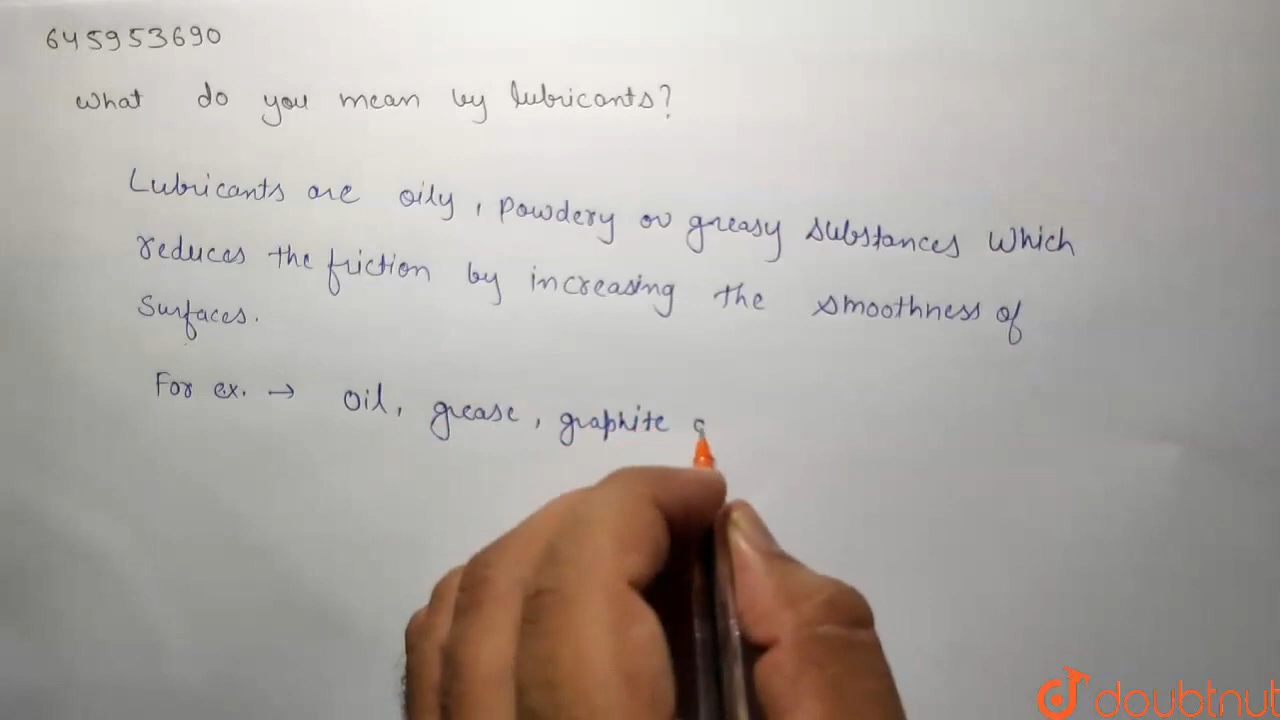 645953690
What do you mean by lubricants?
Lubricants are oily, powdery or greasy substances which
reduces the friction by increasing the smoothness of
surfaces.
For ex. → Oil, grease, graphite
doubtnut